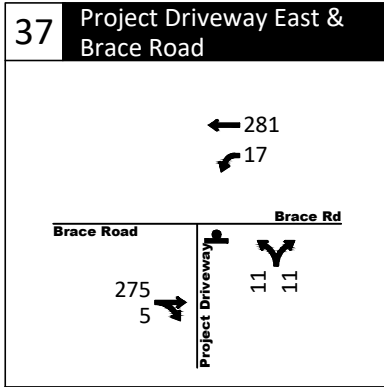 37
Project Driveway East &
Brace Road
281
17
Brace Rd
Brace Road
Project Driveway
275
5
11
11